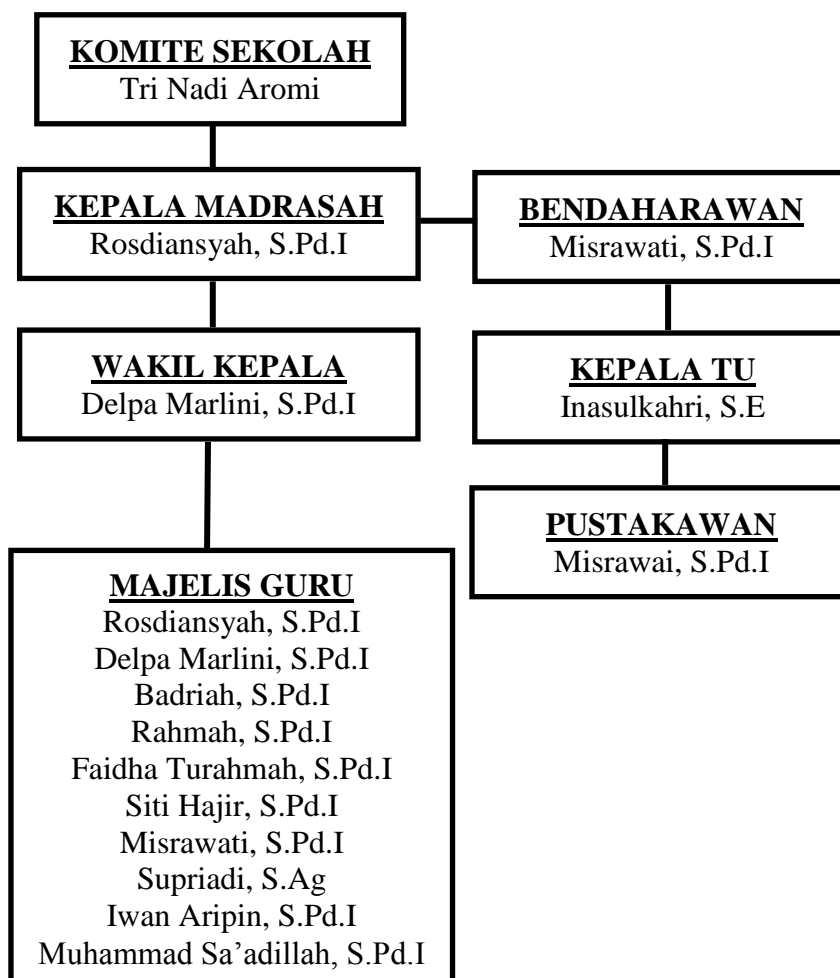 KOMITE SEKOLAH
Tri Nadi Aromi
KEPALA MADRASAH
Rosdiansyah, S.Pd.I
BENDAHARAWAN
Misrawati, S.Pd.I
WAKIL KEPALA
Delpa Marlini, S.Pd.I
KEPALA TU
Inasulkahri, S.E
PUSTAKAWAN
Misrawai, S.Pd.I
MAJELIS GURU
Rosdiansyah, S.Pd.I
Delpa Marlini, S.Pd.I
Badriah, S.Pd.I
Rahmah, S.Pd.I
Faidha Turahmah, S.Pd.I
Siti Hajir, S.Pd.I
Misrawati, S.Pd.I
Supriadi, S.Ag
Iwan Aripin, S.Pd.I
Muhammad Sa’adillah, S.Pd.I